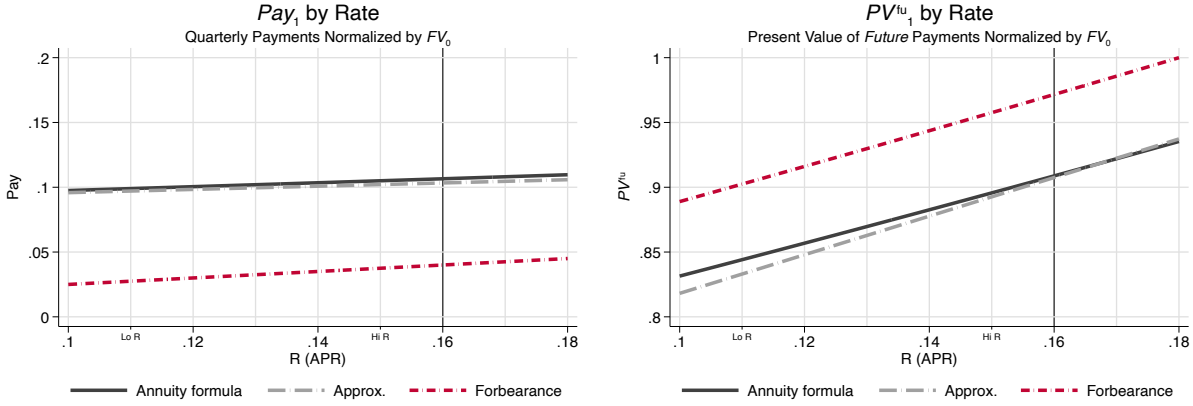 Pay₁ by Rate
Quarterly Payments Normalized by FV₀
.2
.15
.1
.05
0
Pay
.1
Lo R
.12
.14
Hi R
.16
.18
R (APR)
Annuity formula
Approx.
Forbearance
PVᶠᵘ₁ by Rate
Present Value of Future Payments Normalized by FV₀
1
.95
.9
.85
.8
PVᶠᵘ
.1
Lo R
.12
.14
Hi R
.16
.18
R (APR)
Annuity formula
Approx.
Forbearance